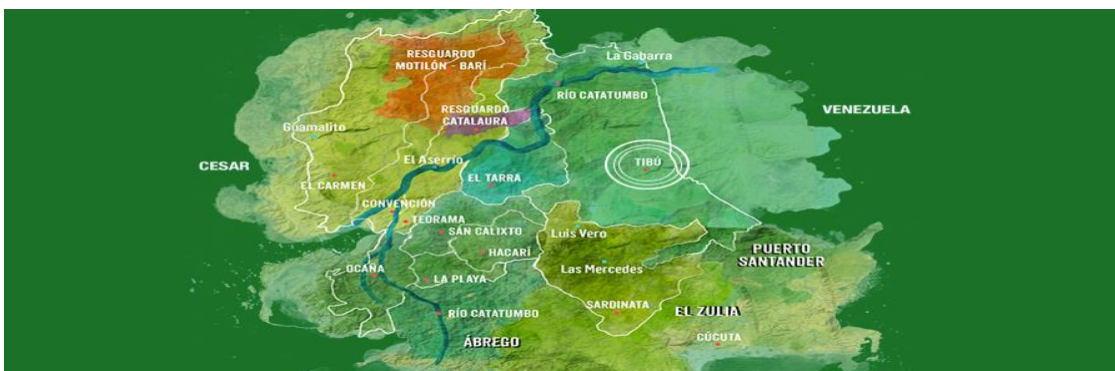 RESGUARDO
MOTILÓN - BARÍ
La Gabarra
RÍO CATATUMBO
VENEZUELA
RESGUARDO
CATALAURA
Guamalito
CESAR
El Aserrío
TIBÚ
EL TARRA
EL CARMEN
CONVENCIÓN
TEORAMA
SAN CALIXTO
Luis Vero
HACARÍ
PUERTO
SANTANDER
OCAÑA
Las Mercedes
LA PLAYA
SARDINATA
EL ZULIA
RÍO CATATUMBO
ÁBREGO
CÚCUTA